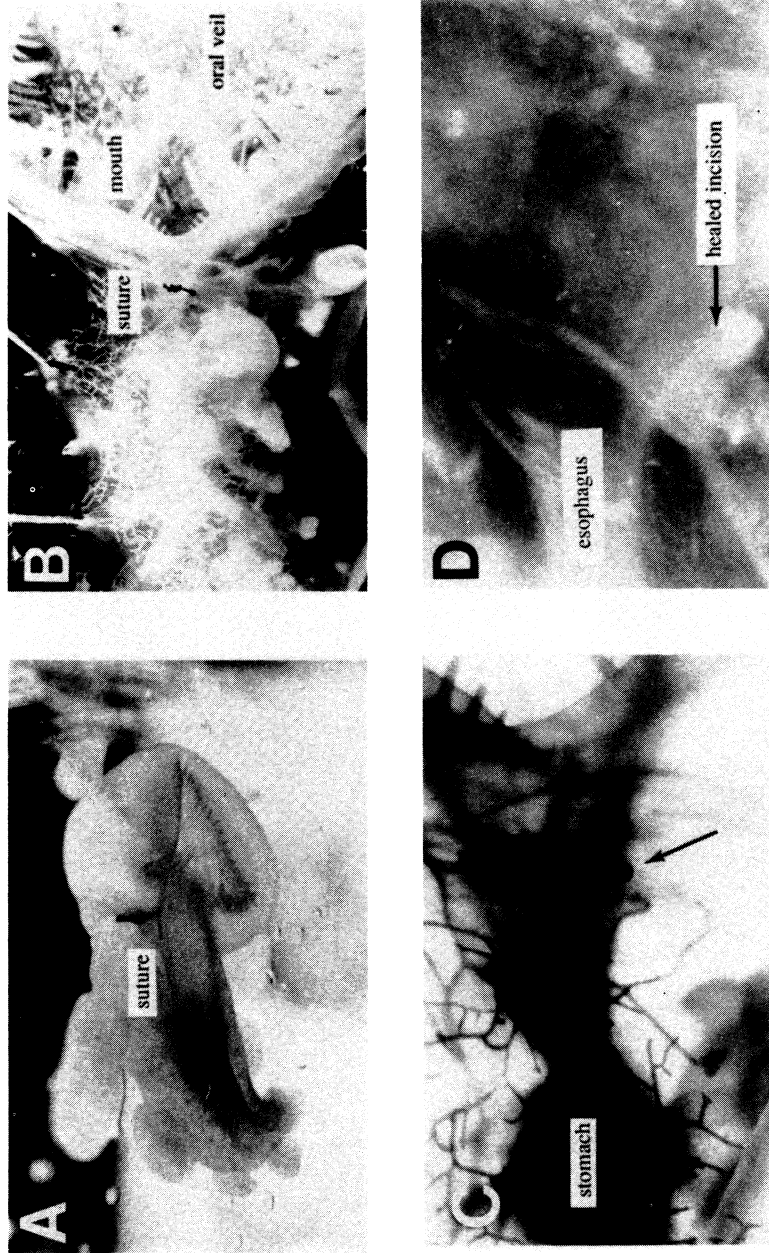 A
suture
B
suture
mouth
oral veil
C
stomach
D
esophagus
healed incision